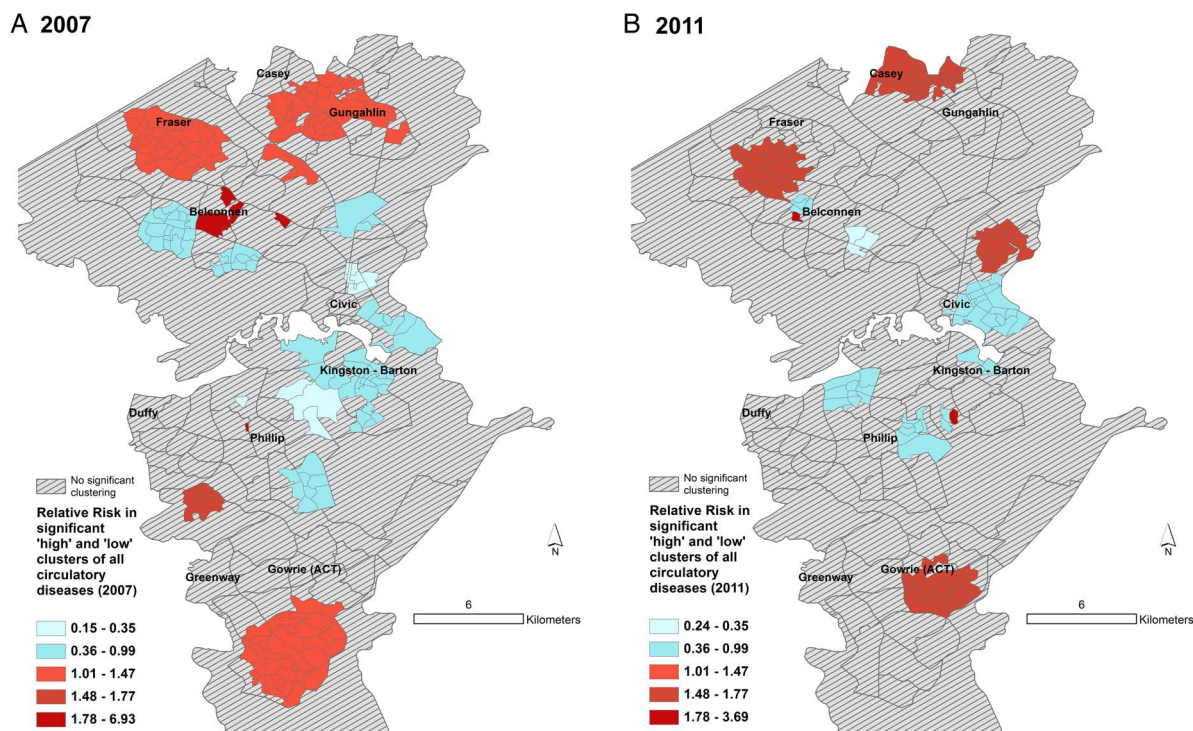 A 2007
Casey
Gungahlin
Fraser
Belconnen
Civic
Kingston - Barton
Duffy
Phillip
No significant
clustering
Relative Risk in
significant
'high' and 'low'
clusters of all
circulatory
diseases (2007)
Greenway
Gowrie (ACT)
N
6
Kilometers
0.15 - 0.35
0.36 - 0.99
1.01 - 1.47
1.48 - 1.77
1.78 - 6.93
B 2011
Casey
Gungahlin
Fraser
Belconnen
Civic
Kingston - Barton
Duffy
Phillip
No significant
clustering
Relative Risk in
significant
'high' and 'low'
clusters of all
circulatory
diseases (2011)
Greenway
Gowrie (ACT)
N
6
Kilometers
0.24 - 0.35
0.36 - 0.99
1.01 - 1.47
1.48 - 1.77
1.78 - 3.69